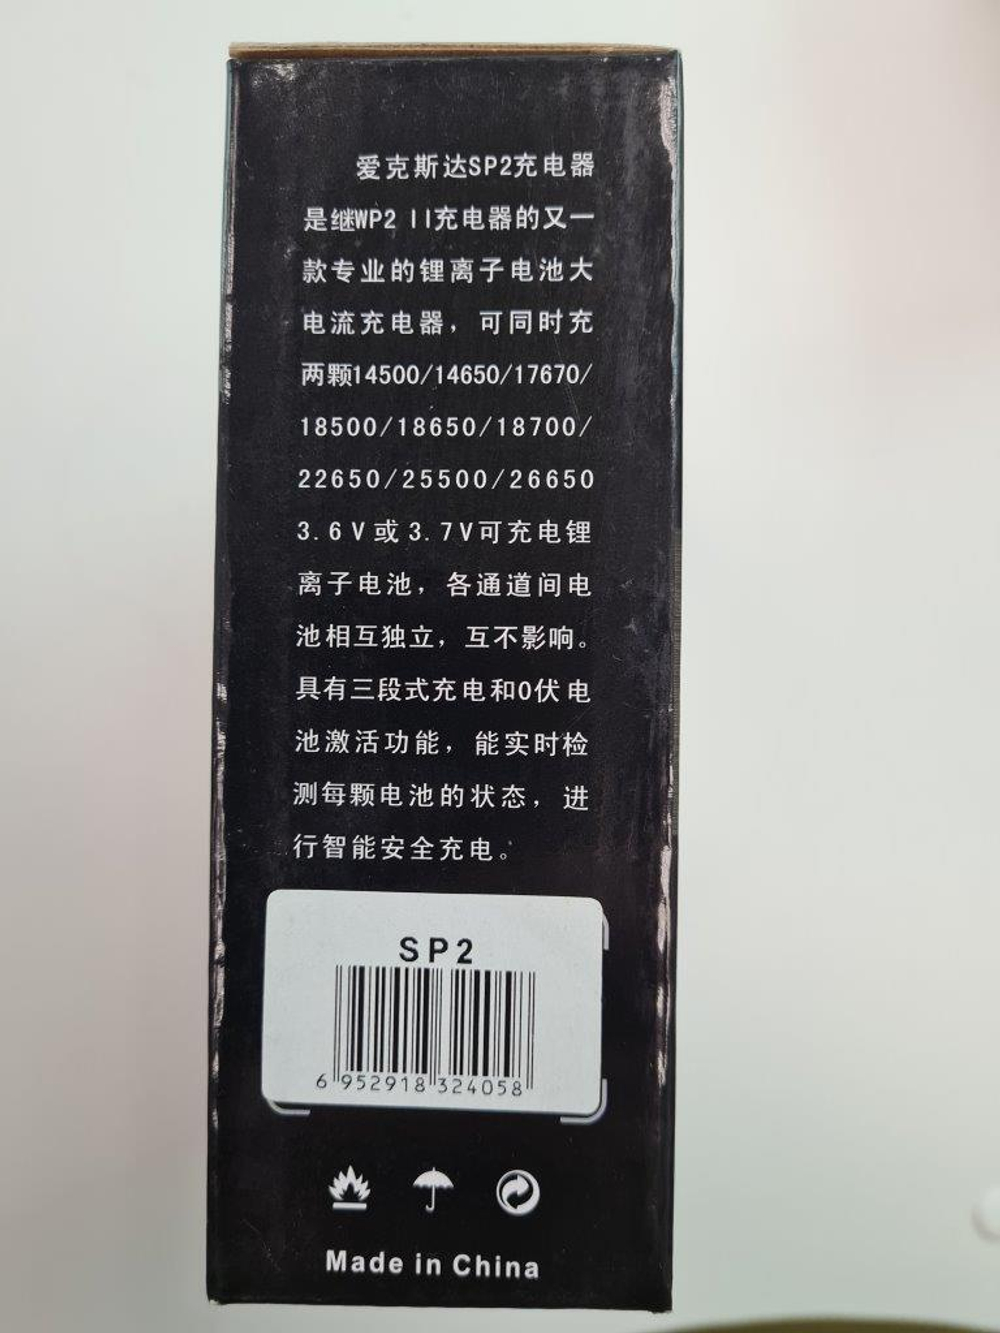 爱克斯达SP2充电器
是继WP2 II充电器的又一
款专业的锂离子电池大
电流充电器，可同时充
两颗14500/14650/17670/
18500/18650/18700/
22650/25500/26650
3.6V或3.7V可充电锂
离子电池，各通道间电
池相互独立，互不影响。
具有三段式充电和0伏电
池激活功能，能实时检
测每颗电池的状态，进
行智能安全充电。
SP2
6 952918 324058
Made in China